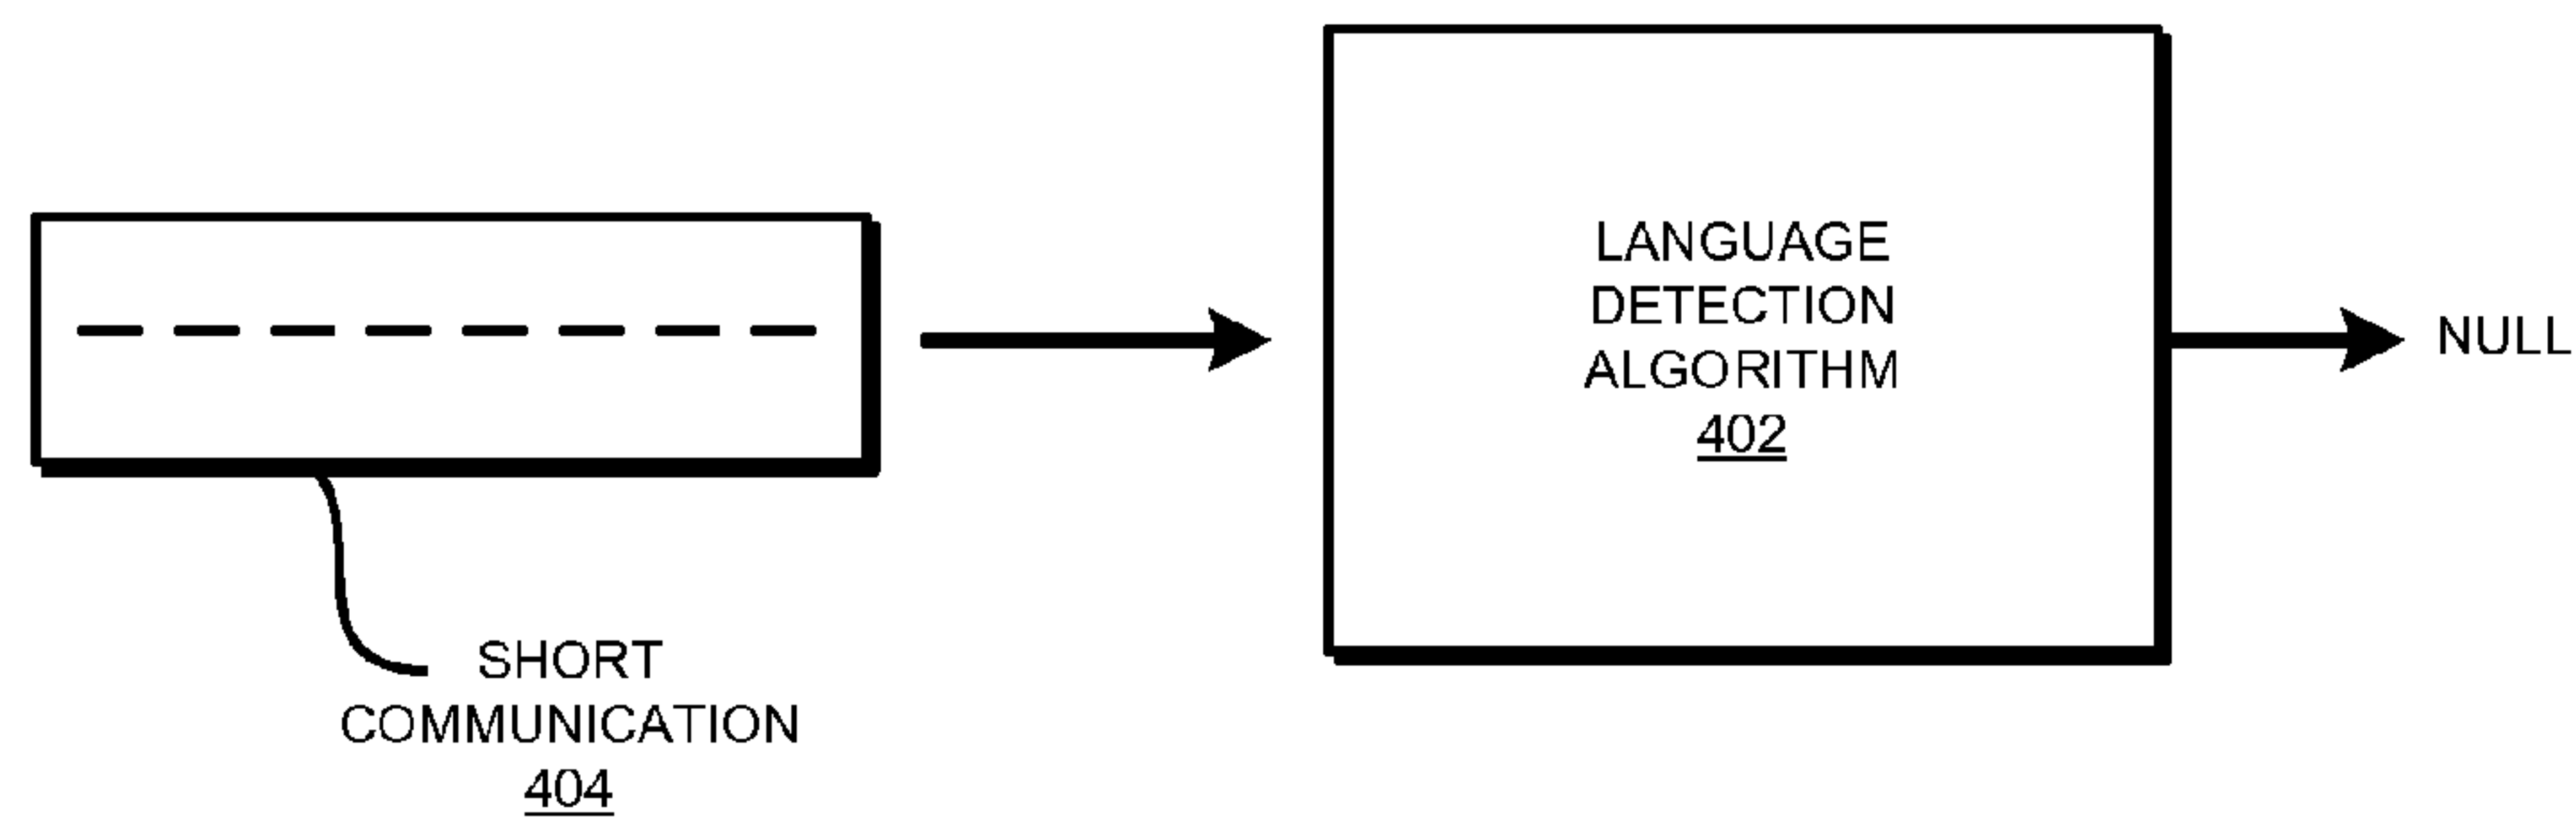 LANGUAGE
DETECTION
ALGORITHM
402
NULL
SHORT
COMMUNICATION
404